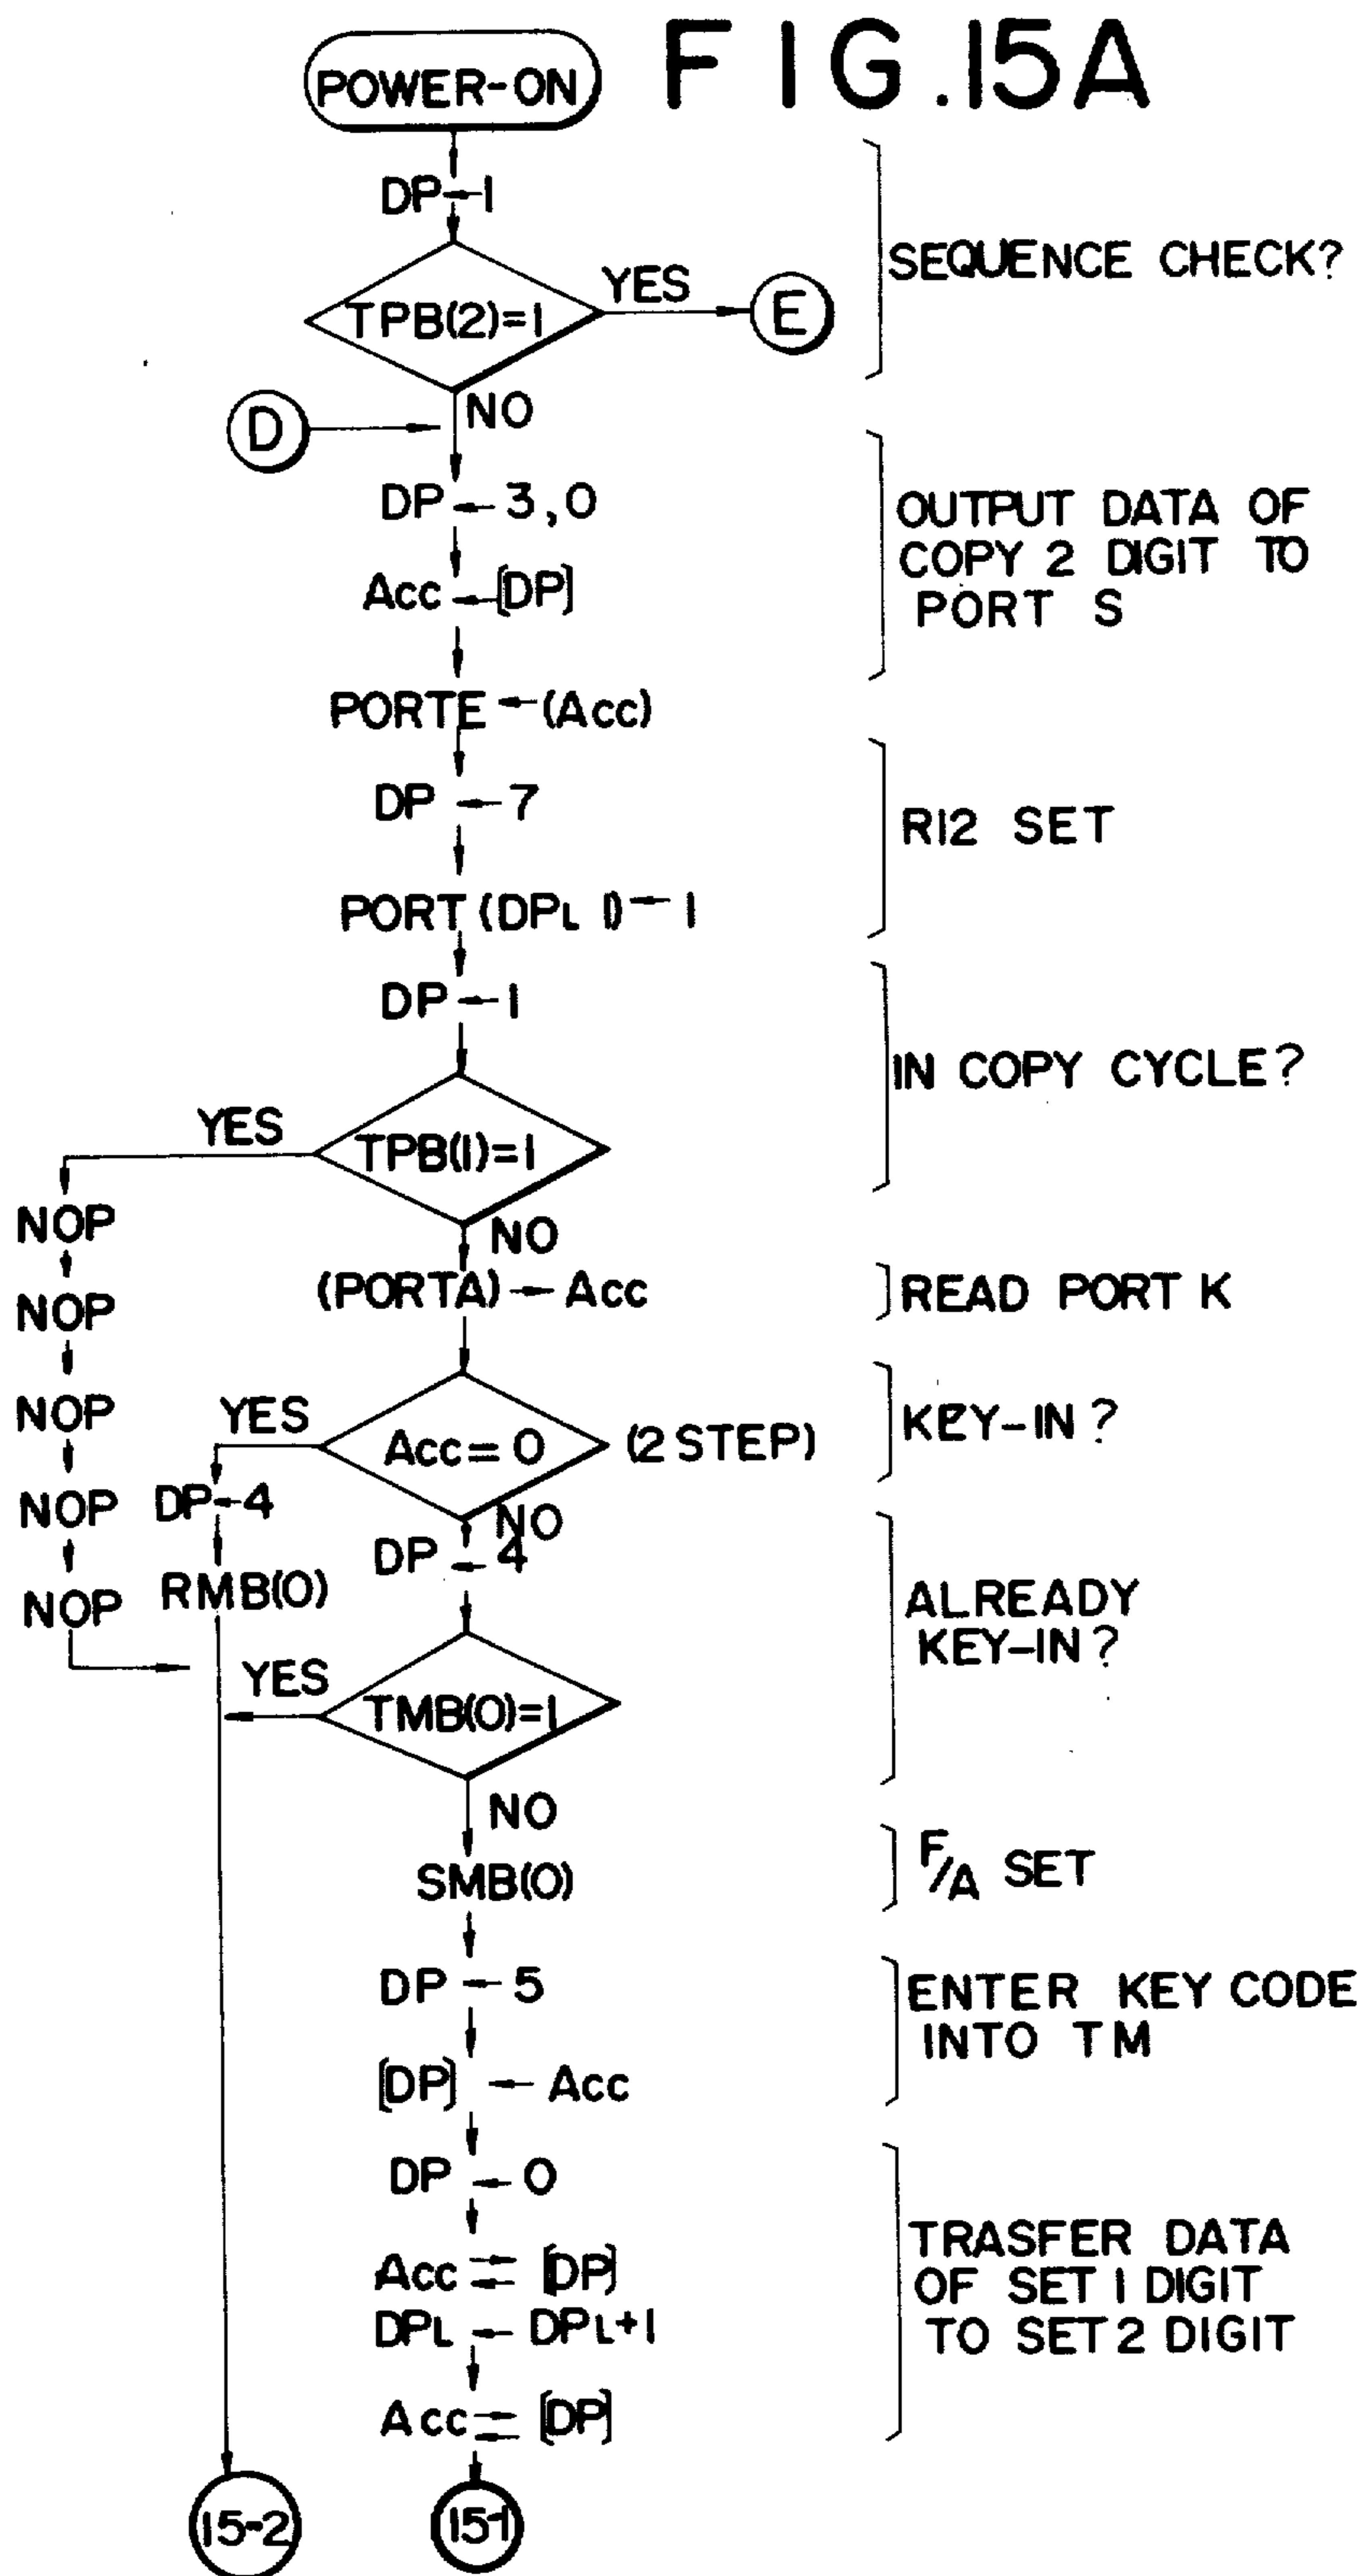 FIG.15A
POWER-ON
DP←1
SEQUENCE CHECK?
TPB(2)=1
YES
E
NO
D
DP←3,0
OUTPUT DATA OF
COPY 2 DIGIT TO
PORT S
Acc←[DP]
PORTE←(Acc)
DP←7
R12 SET
PORT(DPL 1)←1
DP←1
IN COPY CYCLE?
YES
TPB(1)=1
NOP
NO
(PORTA)→Acc
READ PORT K
NOP
YES
Acc=0
(2 STEP)
KEY-IN?
NOP
NOP
DP←4
NO
DP←4
RMB(0)
NOP
ALREADY
KEY-IN?
YES
TMB(0)=1
NO
SMB(0)
F/A SET
DP←5
ENTER KEY CODE
INTO TM
[DP]←Acc
DP←0
Acc⇄[DP]
TRASFER DATA
OF SET 1 DIGIT
TO SET 2 DIGIT
DPL←DPL+1
Acc⇄[DP]
15-2
15-1